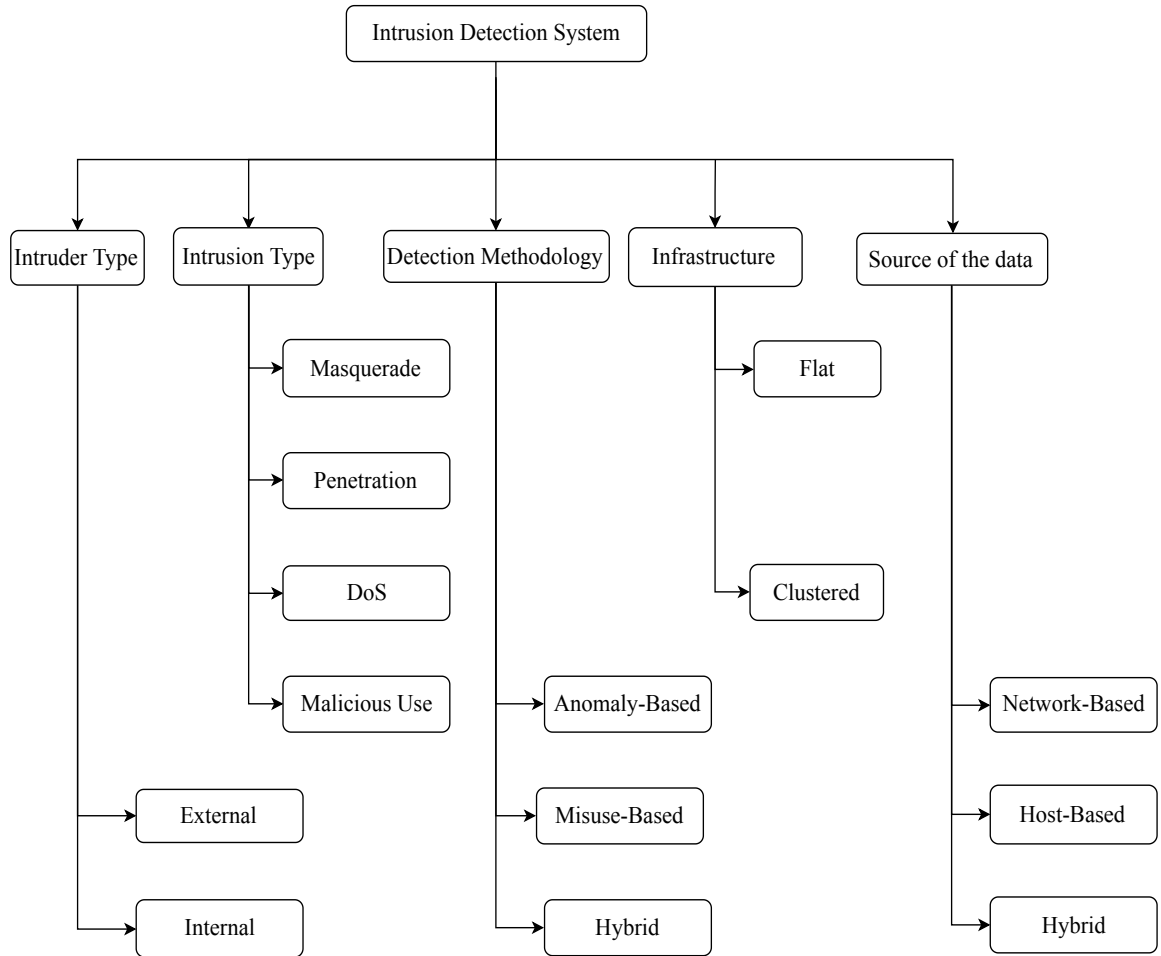 Intrusion Detection System
Intruder Type
Intrusion Type
Detection Methodology
Infrastructure
Source of the data
Masquerade
Flat
Penetration
DoS
Clustered
Malicious Use
Anomaly-Based
Network-Based
External
Misuse-Based
Host-Based
Internal
Hybrid
Hybrid